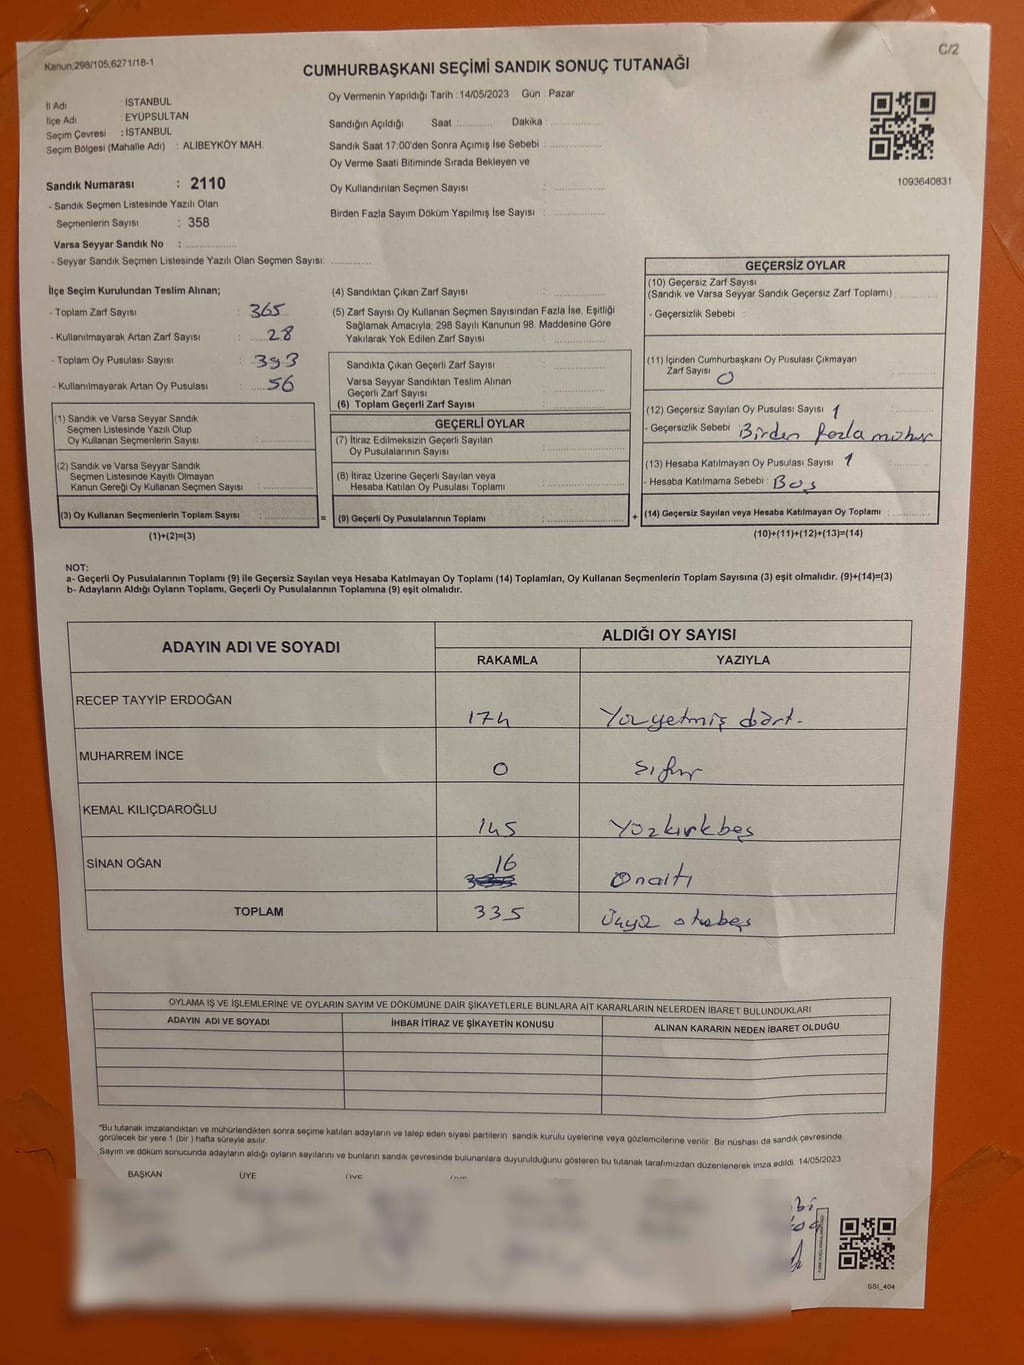 Kanun;298/105;6271/18-1
C/2
CUMHURBAŞKANI SEÇİMİ SANDIK SONUÇ TUTANAĞI
İl Adı : İSTANBUL
İlçe Adı : EYÜPSULTAN
Seçim Çevresi : İSTANBUL
Seçim Bölgesi (Mahalle Adı) : ALİBEYKÖY MAH.
Oy Vermenin Yapıldığı Tarih : 14/05/2023 Gün : Pazar
Sandığın Açıldığı Saat : Dakika :
Sandık Saat 17:00'den Sonra Açımış İse Sebebi :
Oy Verme Saati Bitiminde Sırada Bekleyen ve
Oy Kullandırılan Seçmen Sayısı :
Birden Fazla Sayım Döküm Yapılmış İse Sayısı :
1093640831
Sandık Numarası : 2110
- Sandık Seçmen Listesinde Yazılı Olan
Seçmenlerin Sayısı : 358
Varsa Seyyar Sandık No :
- Seyyar Sandık Seçmen Listesinde Yazılı Olan Seçmen Sayısı:
İlçe Seçim Kurulundan Teslim Alınan;
- Toplam Zarf Sayısı : 365
- Kullanılmayarak Artan Zarf Sayısı : 28
- Toplam Oy Pusulası Sayısı : 393
- Kullanılmayarak Artan Oy Pusulası : 56
(1) Sandık ve Varsa Seyyar Sandık
Seçmen Listesinde Yazılı Olup
Oy Kullanan Seçmenlerin Sayısı :
(2) Sandık ve Varsa Seyyar Sandık
Seçmen Listesinde Kayıtlı Olmayan
Kanun Gereği Oy Kullanan Seçmen Sayısı :
(3) Oy Kullanan Seçmenlerin Toplam Sayısı : =
(1)+(2)=(3)
(4) Sandıktan Çıkan Zarf Sayısı :
(5) Zarf Sayısı Oy Kullanan Seçmen Sayısından Fazla İse, Eşitliği
Sağlamak Amacıyla; 298 Sayılı Kanunun 98. Maddesine Göre
Yakılarak Yok Edilen Zarf Sayısı :
Sandıkta Çıkan Geçerli Zarf Sayısı :
Varsa Seyyar Sandıktan Teslim Alınan
Geçerli Zarf Sayısı :
(6) Toplam Geçerli Zarf Sayısı :
GEÇERLİ OYLAR
(7) İtiraz Edilmeksizin Geçerli Sayılan
Oy Pusulalarının Sayısı :
(8) İtiraz Üzerine Geçerli Sayılan veya
Hesaba Katılan Oy Pusulası Toplamı :
(9) Geçerli Oy Pusulalarının Toplamı : +
GEÇERSİZ OYLAR
(10) Geçersiz Zarf Sayısı
(Sandık ve Varsa Seyyar Sandık Geçersiz Zarf Toplamı) :
- Geçersizlik Sebebi :
(11) İçinden Cumhurbaşkanı Oy Pusulası Çıkmayan
Zarf Sayısı 0
(12) Geçersiz Sayılan Oy Pusulası Sayısı 1
- Geçersizlik Sebebi : Birden fazla mühür
(13) Hesaba Katılmayan Oy Pusulası Sayısı 1
- Hesaba Katılmama Sebebi : Boş
(14) Geçersiz Sayılan veya Hesaba Katılmayan Oy Toplamı :
(10)+(11)+(12)+(13)=(14)
NOT:
a- Geçerli Oy Pusulalarının Toplamı (9) ile Geçersiz Sayılan veya Hesaba Katılmayan Oy Toplamı (14) Toplamları, Oy Kullanan Seçmenlerin Toplam Sayısına (3) eşit olmalıdır. (9)+(14)=(3)
b- Adayların Aldığı Oyların Toplamı, Geçerli Oy Pusulalarının Toplamına (9) eşit olmalıdır.
ADAYIN ADI VE SOYADI
ALDIĞI OY SAYISI
RAKAMLA YAZIYLA
RECEP TAYYİP ERDOĞAN 174 Yüzyetmiş dört.
MUHARREM İNCE 0 sıfır
KEMAL KILIÇDAROĞLU 145 Yüzkırkbeş
SİNAN OĞAN 16 Onaltı
TOPLAM 335 Üçyüz otuzbeş
OYLAMA İŞ VE İŞLEMLERİNE VE OYLARIN SAYIM VE DÖKÜMÜNE DAİR ŞİKAYETLERLE BUNLARA AİT KARARLARIN NELERDEN İBARET BULUNDUKLARI
ADAYIN ADI VE SOYADI İHBAR İTİRAZ VE ŞİKAYETİN KONUSU ALINAN KARARIN NEDEN İBARET OLDUĞU
*Bu tutanak imzalandıktan ve mühürlendikten sonra seçime katılan adayların ve talep eden siyasi partilerin sandık kurulu üyelerine veya gözlemcilerine verilir. Bir nüshası da sandık çevresinde
görülecek bir yere 1 (bir) hafta süreyle asılır.
Sayım ve döküm sonucunda adayların aldığı oyların sayılarını ve bunların sandık çevresinde bulunanlara duyurulduğunu gösteren bu tutanak tarafımızdan düzenlenerek imza edildi. 14/05/2023
BAŞKAN ÜYE ÜYE
GSI_404